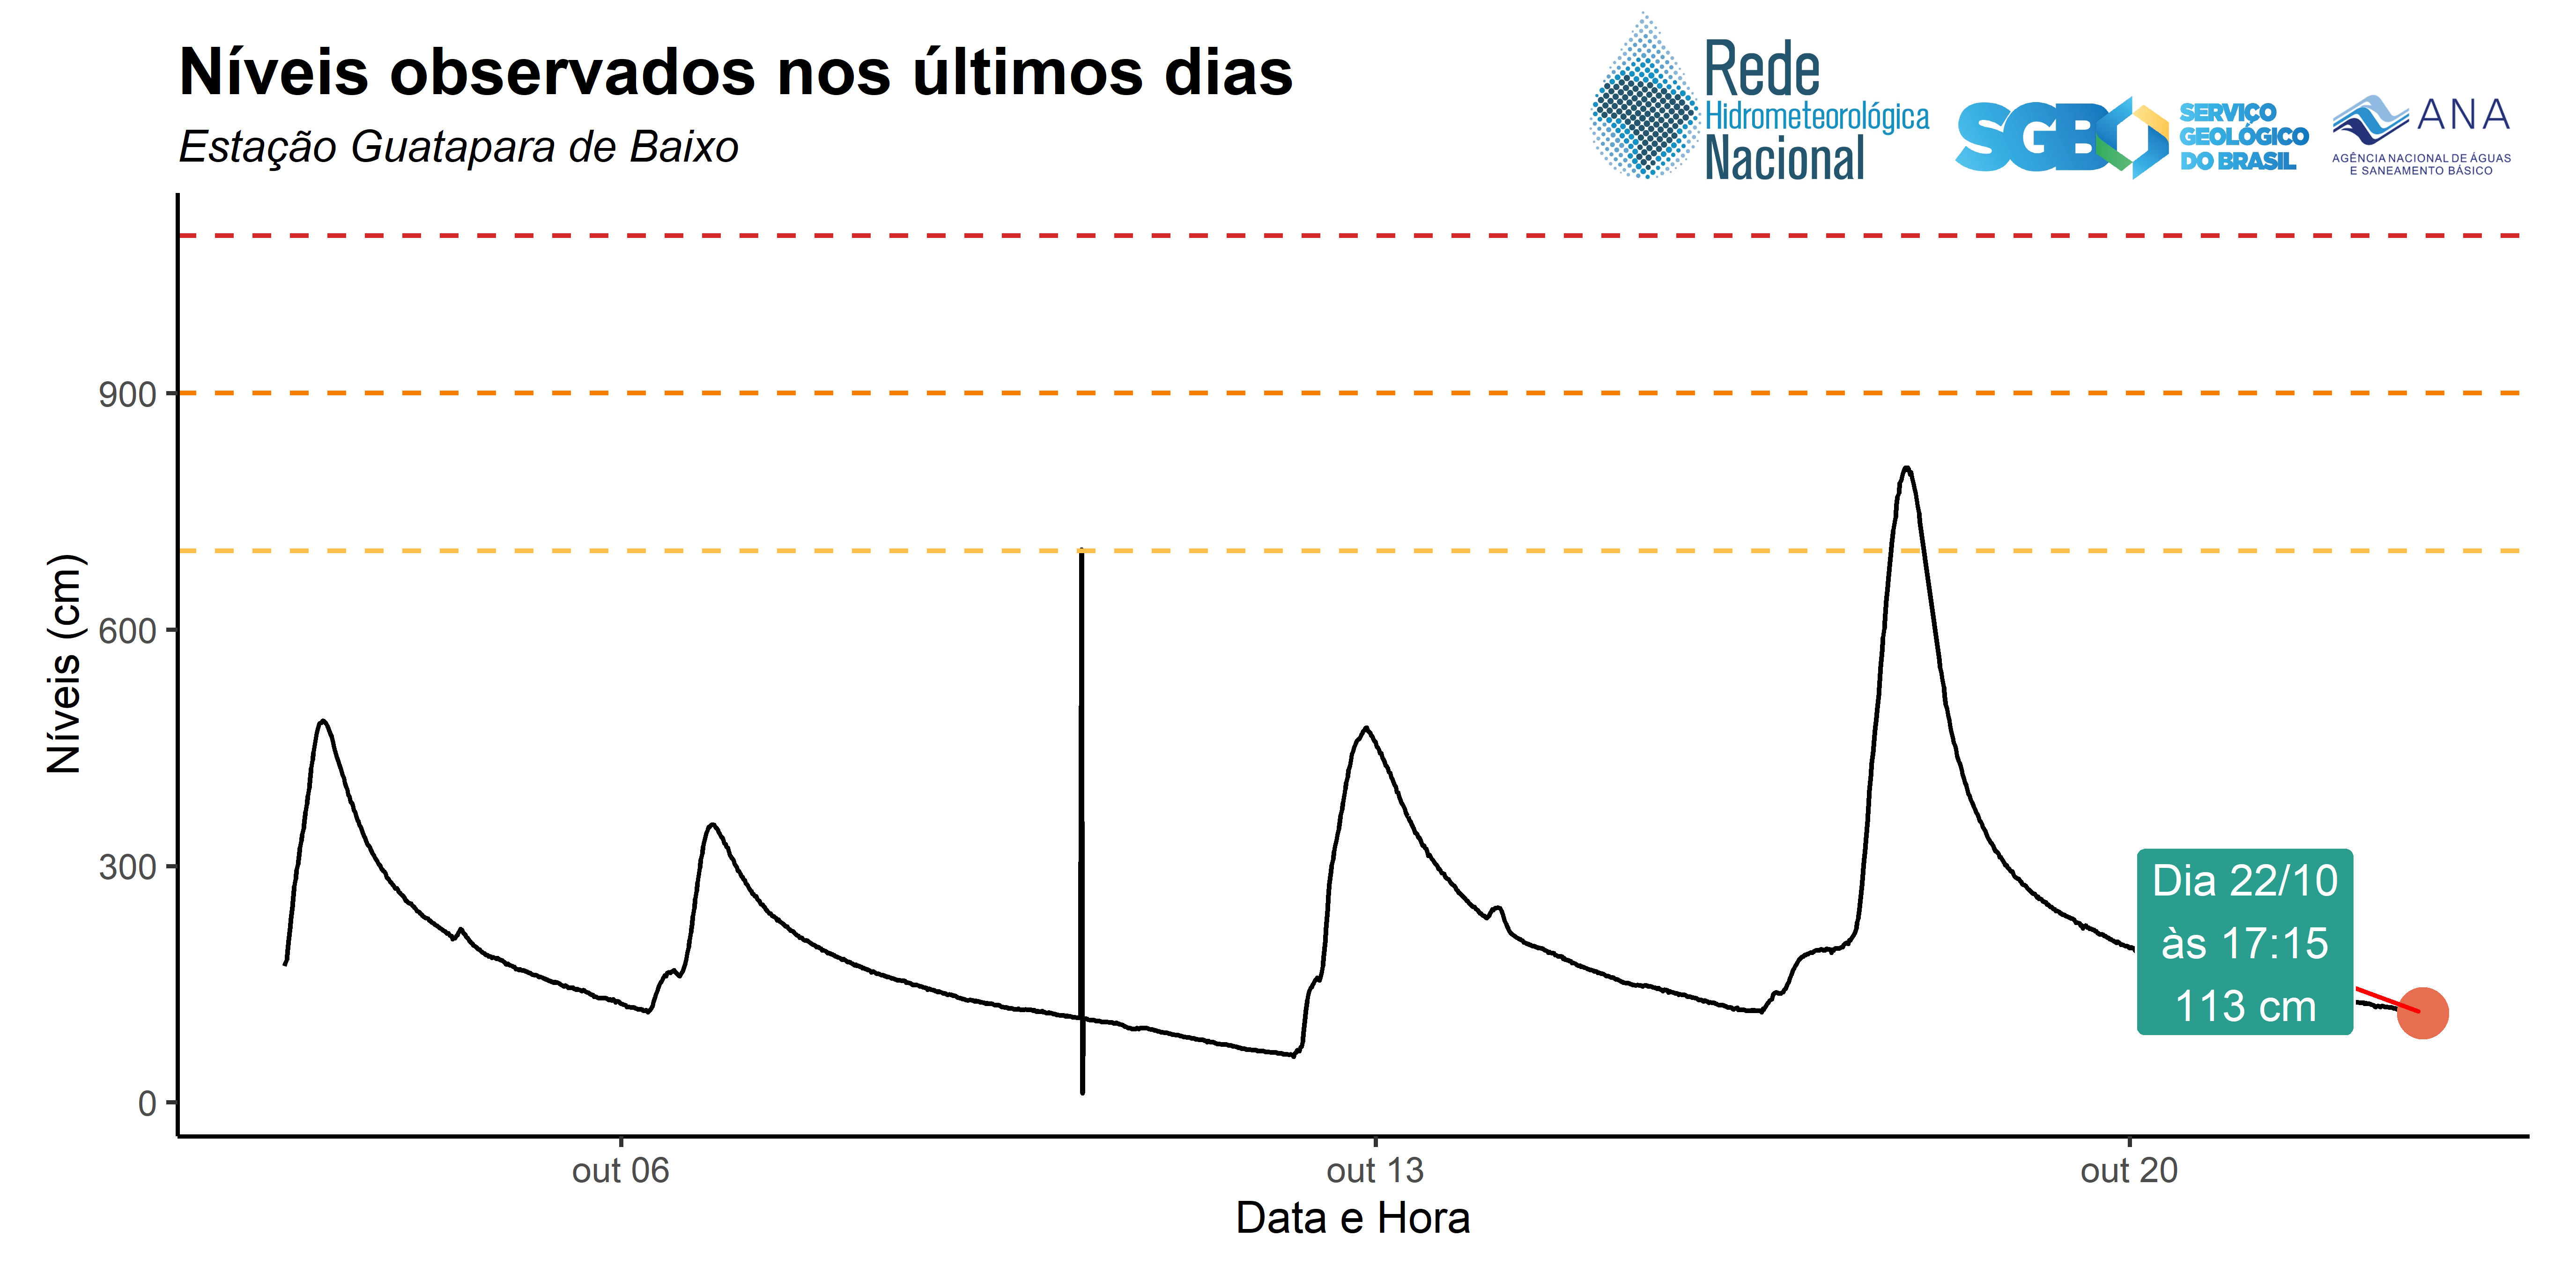 Níveis observados nos últimos dias
Estação Guatapara de Baixo
Rede
Hidrometeorológica
Nacional
SGB
SERVIÇO
GEOLÓGICO
DO BRASIL
ANA
AGÊNCIA NACIONAL DE ÁGUAS
E SANEAMENTO BÁSICO
Níveis (cm)
900
600
300
0
Dia 22/10
às 17:15
113 cm
out 06
out 13
out 20
Data e Hora